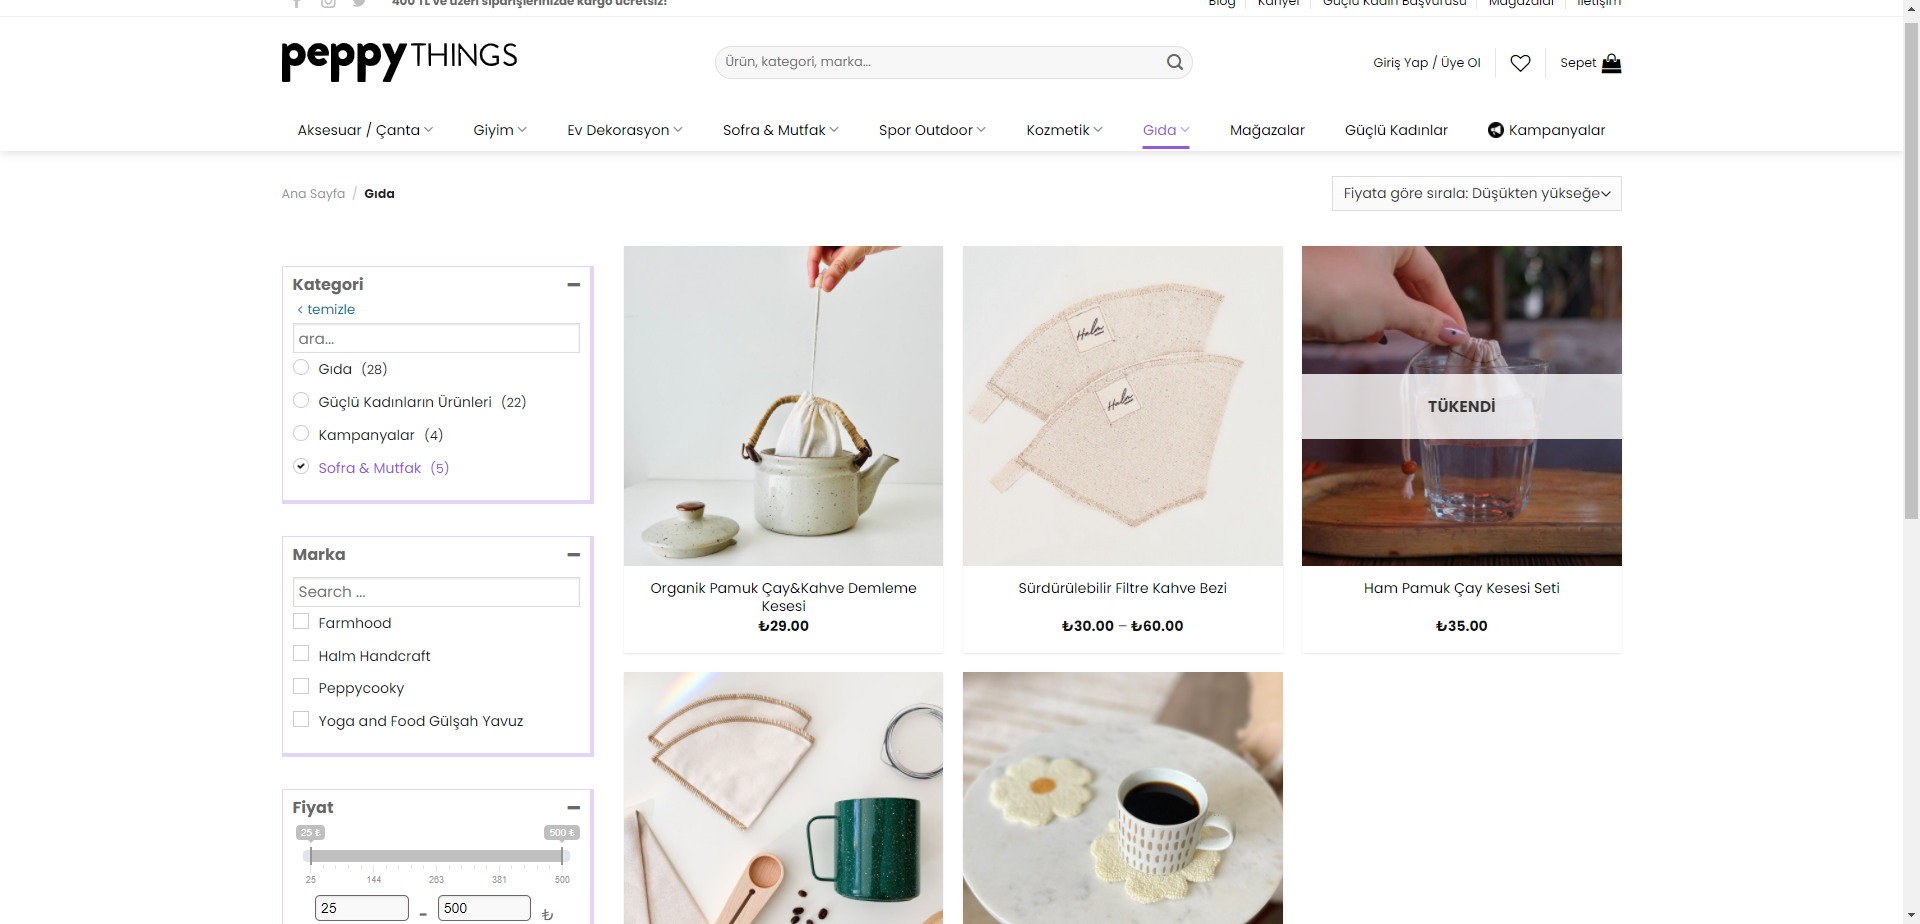 400 TL ve üzeri siparişlerinizde kargo ücretsiz!
Blog
Kariyer
Güçlü Kadın Başvurusu
Mağazalar
İletişim
peppy THINGS
Ürün, kategori, marka...
Giriş Yap / Üye Ol
Sepet
Aksesuar / Çanta
Giyim
Ev Dekorasyon
Sofra & Mutfak
Spor Outdoor
Kozmetik
Gıda
Mağazalar
Güçlü Kadınlar
Kampanyalar
Ana Sayfa / Gıda
Fiyata göre sırala: Düşükten yükseğe
Kategori
< temizle
ara...
Gıda (28)
Güçlü Kadınların Ürünleri (22)
Kampanyalar (4)
Sofra & Mutfak (5)
Marka
Search ...
Farmhood
Halm Handcraft
Peppycooky
Yoga and Food Gülşah Yavuz
Fiyat
25 ₺
500 ₺
25 144 263 381 500
25 - 500 ₺
Halm
Halm
TÜKENDİ
Organik Pamuk Çay&Kahve Demleme
Kesesi
₺29.00
Sürdürülebilir Filtre Kahve Bezi
₺30.00 – ₺60.00
Ham Pamuk Çay Kesesi Seti
₺35.00